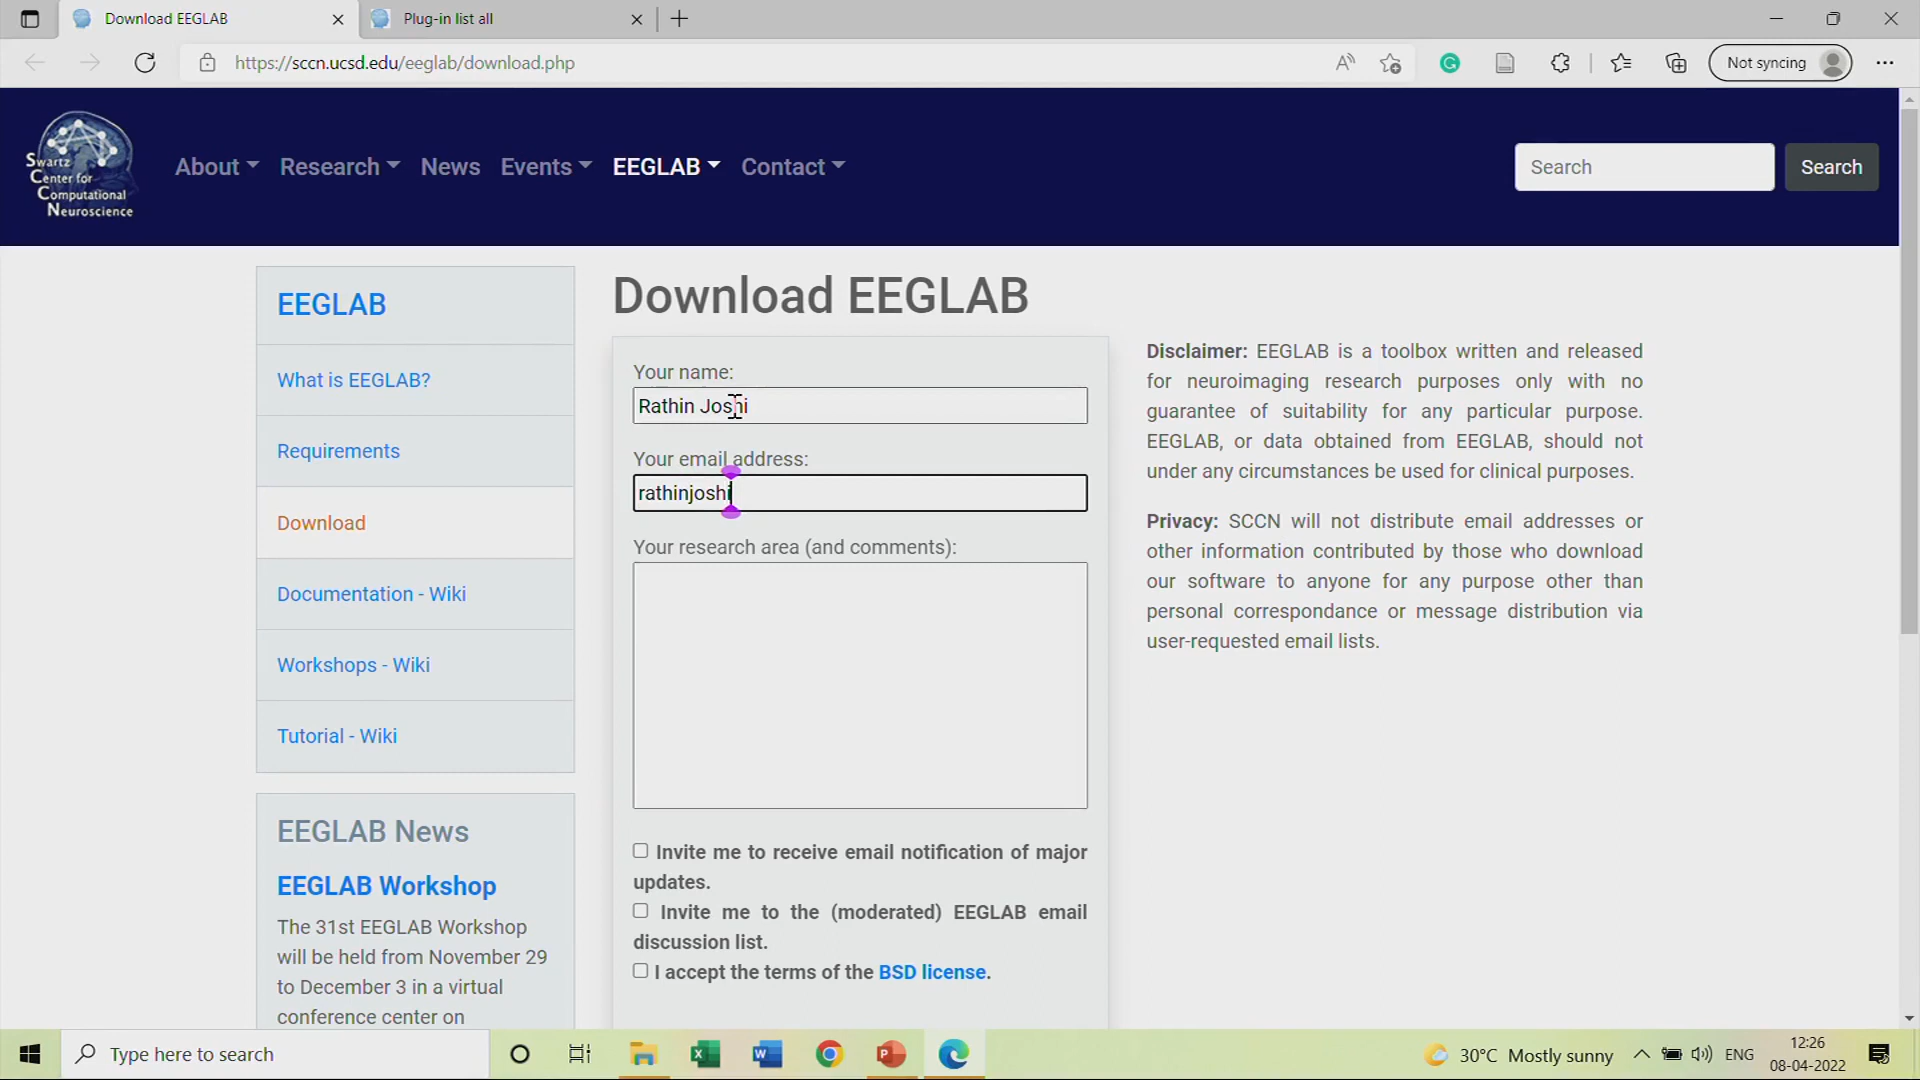 Download EEGLAB
Plug-in list all
https://sccn.ucsd.edu/eeglab/download.php
Not syncing
Swartz
Center for
Computational
Neuroscience
About
Research
News
Events
EEGLAB
Contact
Search
Search
EEGLAB
What is EEGLAB?
Requirements
Download
Documentation - Wiki
Workshops - Wiki
Tutorial - Wiki
EEGLAB News
EEGLAB Workshop
The 31st EEGLAB Workshop
will be held from November 29
to December 3 in a virtual
conference center on
Download EEGLAB
Your name:
Rathin Joshi
Your email address:
rathinjoshi
Your research area (and comments):
Invite me to receive email notification of major
updates.
Invite me to the (moderated) EEGLAB email
discussion list.
I accept the terms of the BSD license.
Disclaimer: EEGLAB is a toolbox written and released
for neuroimaging research purposes only with no
guarantee of suitability for any particular purpose.
EEGLAB, or data obtained from EEGLAB, should not
under any circumstances be used for clinical purposes.
Privacy: SCCN will not distribute email addresses or
other information contributed by those who download
our software to anyone for any purpose other than
personal correspondance or message distribution via
user-requested email lists.
Type here to search
30°C Mostly sunny
ENG
12:26
08-04-2022